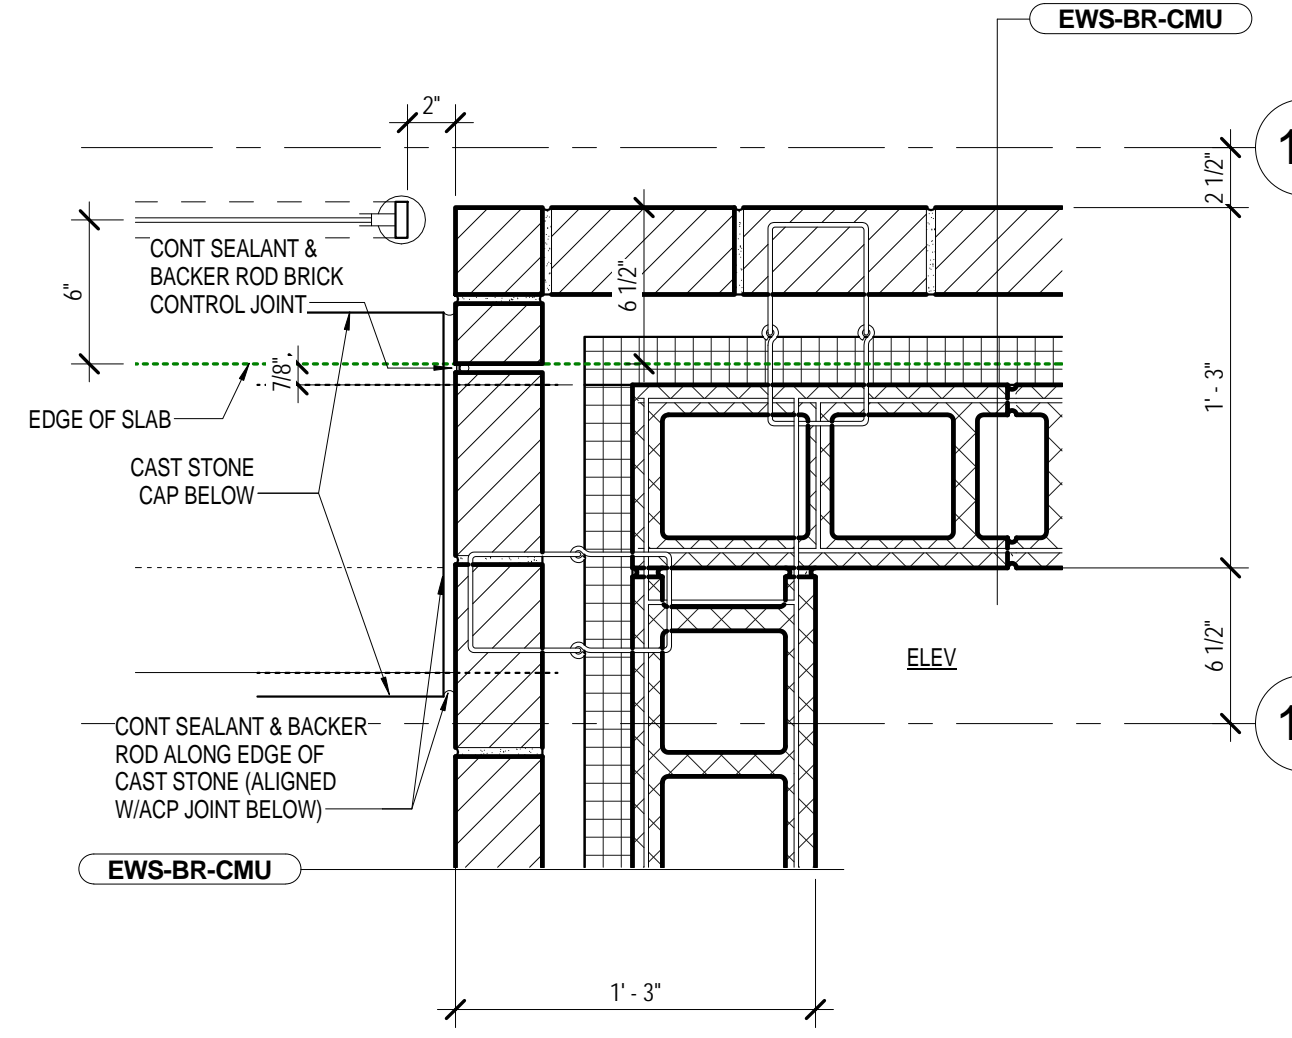 EWS-BR-CMU
2"
1
2 1/2"
CONT SEALANT &
BACKER ROD BRICK
CONTROL JOINT
6"
6 1/2"
7/8"
1' - 3"
EDGE OF SLAB
CAST STONE
CAP BELOW
ELEV
6 1/2"
1
CONT SEALANT & BACKER
ROD ALONG EDGE OF
CAST STONE (ALIGNED
W/ACP JOINT BELOW)
EWS-BR-CMU
1' - 3"